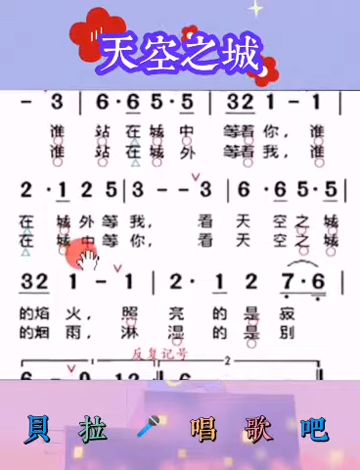 天空之城
- 3 | 6·6 5·5 | 32 1 - 1 |
谁 站在城中 等着你，谁
谁 站在城外 等着我，谁
2·1 2 5 | 3 - - 3 | 6·6 5·5 |
在城外等我， 看天空之城
在城中等你， 看天空之城
32 1 - 1 | 2· 1 2 7·6 |
的焰火，照亮的是寂
的烟雨，淋湿的是别
反复记号
1 2
貝拉🎤唱歌吧